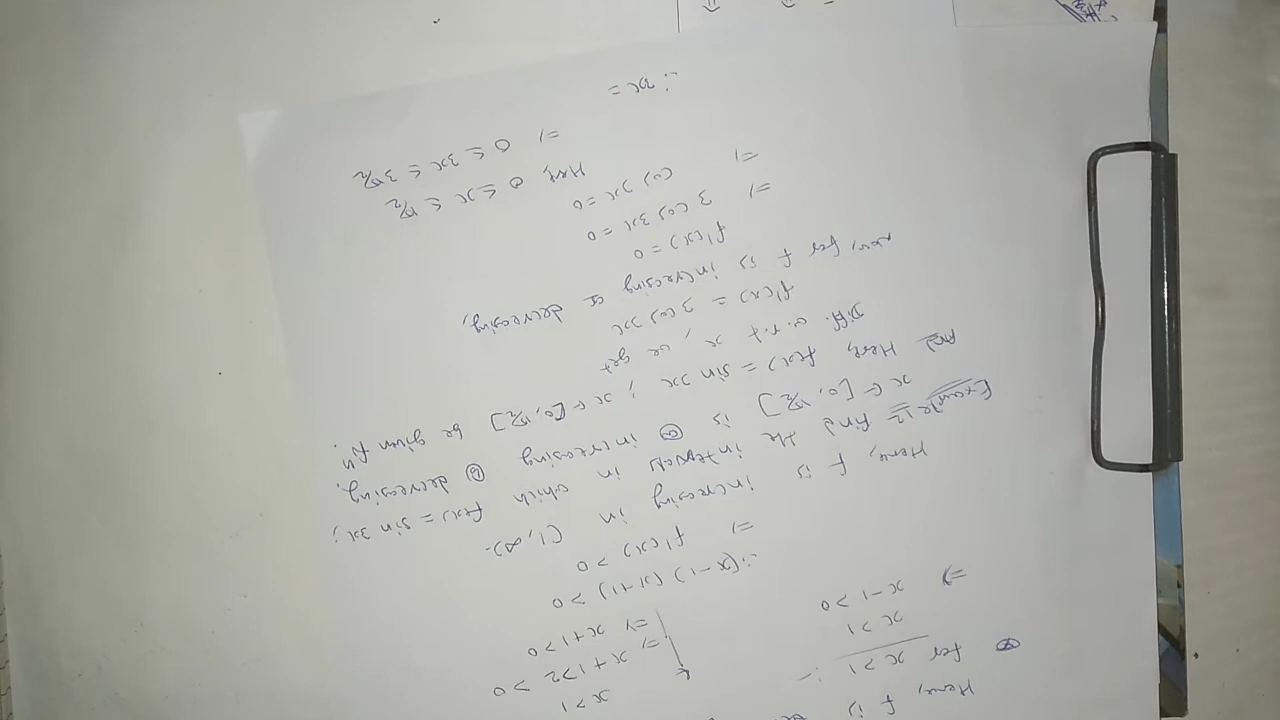 Hence, f is
for x > 1 :-
x > 1
=> x - 1 > 0
x > 1
=> x + 1 > 2 > 0
=> x + 1 > 0
∴ (x-1) (x+1) > 0
=) f'(x) > 0
Hence, f is increasing in (1, ∞).
Example 12 find the intervals in which f(x) = sin 3x;
x ∈ [0, π/2] is ⓐ increasing ⓑ decreasing.
And Here, f(x) = sin 3x ; x ∈ [0, π/2] be given fn.
Diff. w.r.t x, we get
f'(x) = 3 cos 3x
now, for f is increasing or decreasing,
f'(x) = 0
=) 3 cos 3x = 0
=) cos 3x = 0
Here, 0 ≤ x ≤ π/2
=) 0 ≤ 3x ≤ 3π/2
∴ 3x =